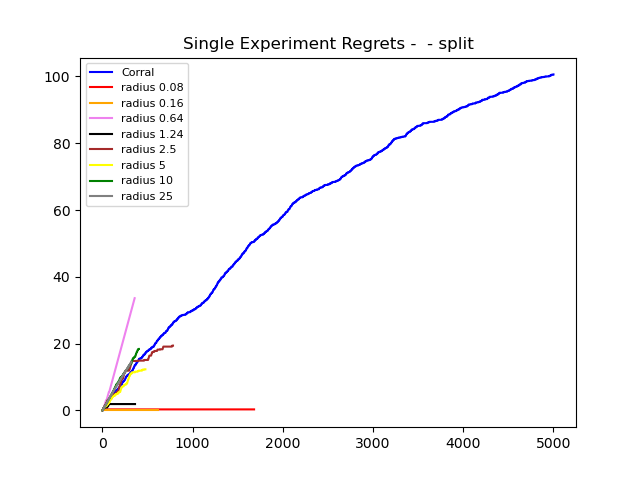 Single Experiment Regrets -  - split
Corral
radius 0.08
radius 0.16
radius 0.64
radius 1.24
radius 2.5
radius 5
radius 10
radius 25
100
80
60
40
20
0
0 1000 2000 3000 4000 5000